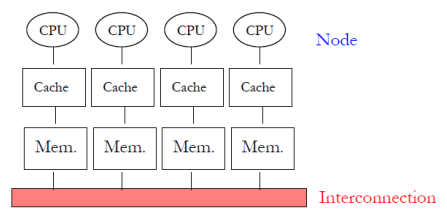 CPU CPU CPU CPU
Node
Cache Cache Cache Cache
Mem. Mem. Mem. Mem.
Interconnection